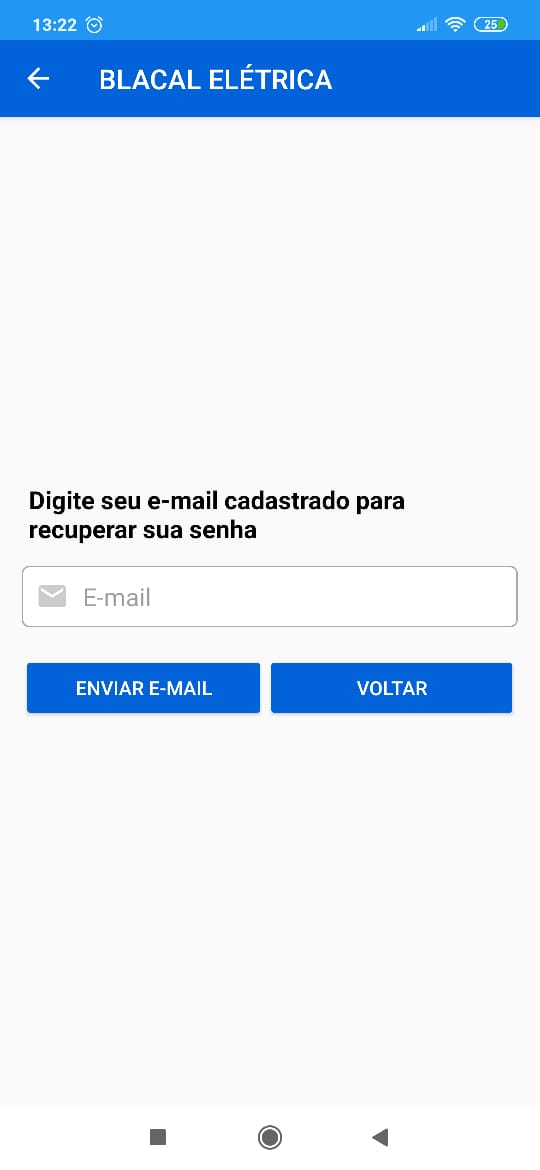 13:22
25
BLACAL ELÉTRICA
Digite seu e-mail cadastrado para
recuperar sua senha
E-mail
ENVIAR E-MAIL
VOLTAR